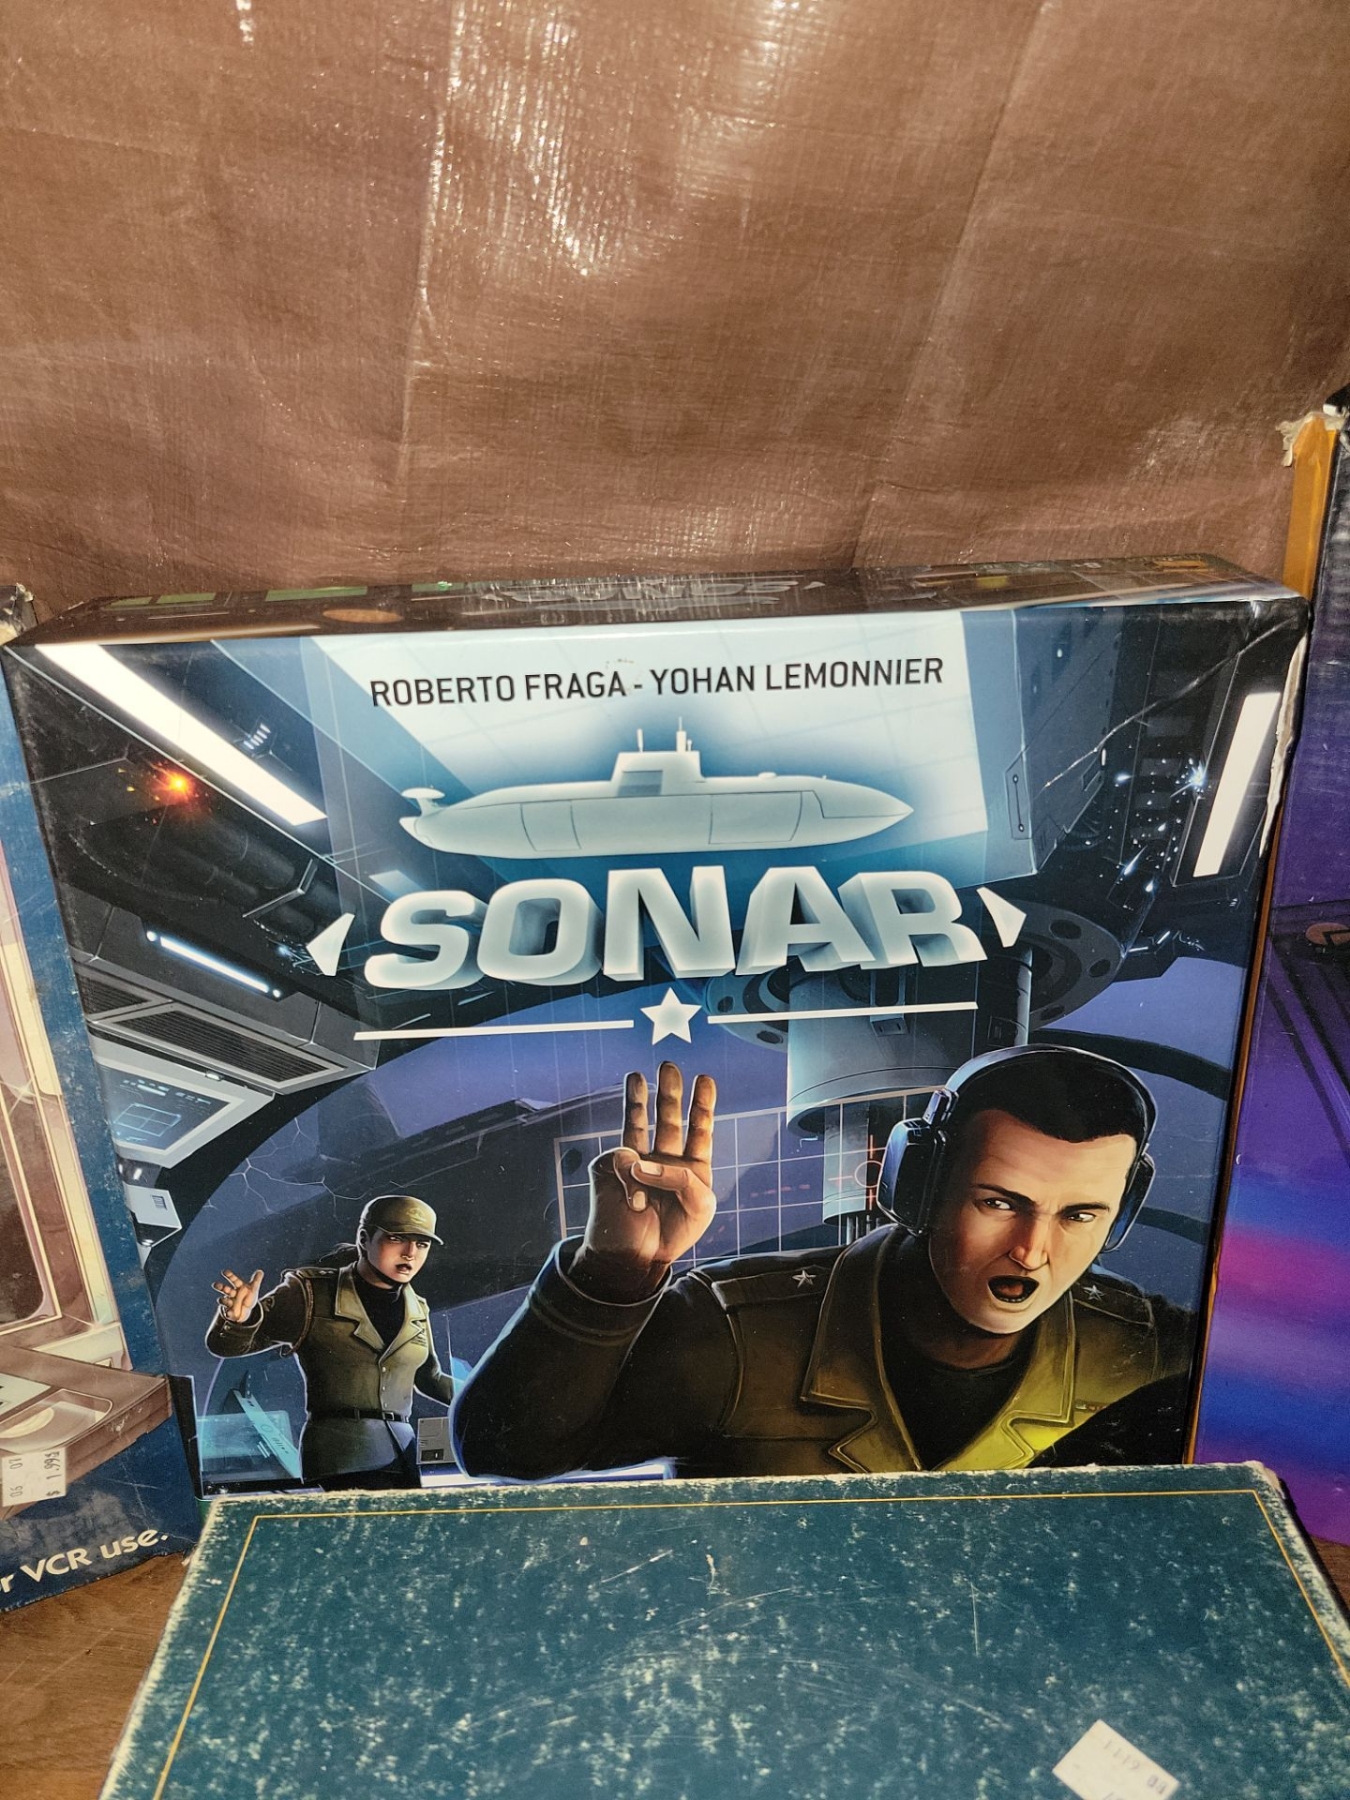 ROBERTO FRAGA - YOHAN LEMONNIER
SONAR
r VCR use.